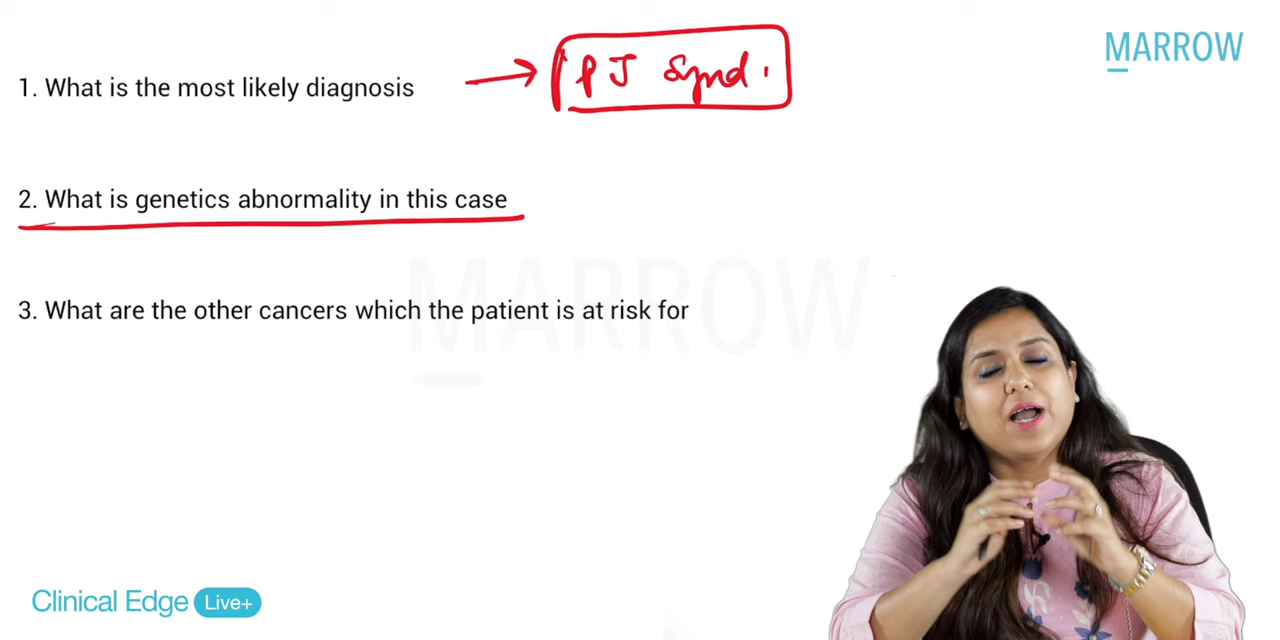 MARROW
1. What is the most likely diagnosis → PJ Synd.
2. What is genetics abnormality in this case
MARROW
3. What are the other cancers which the patient is at risk for
Clinical Edge Live+